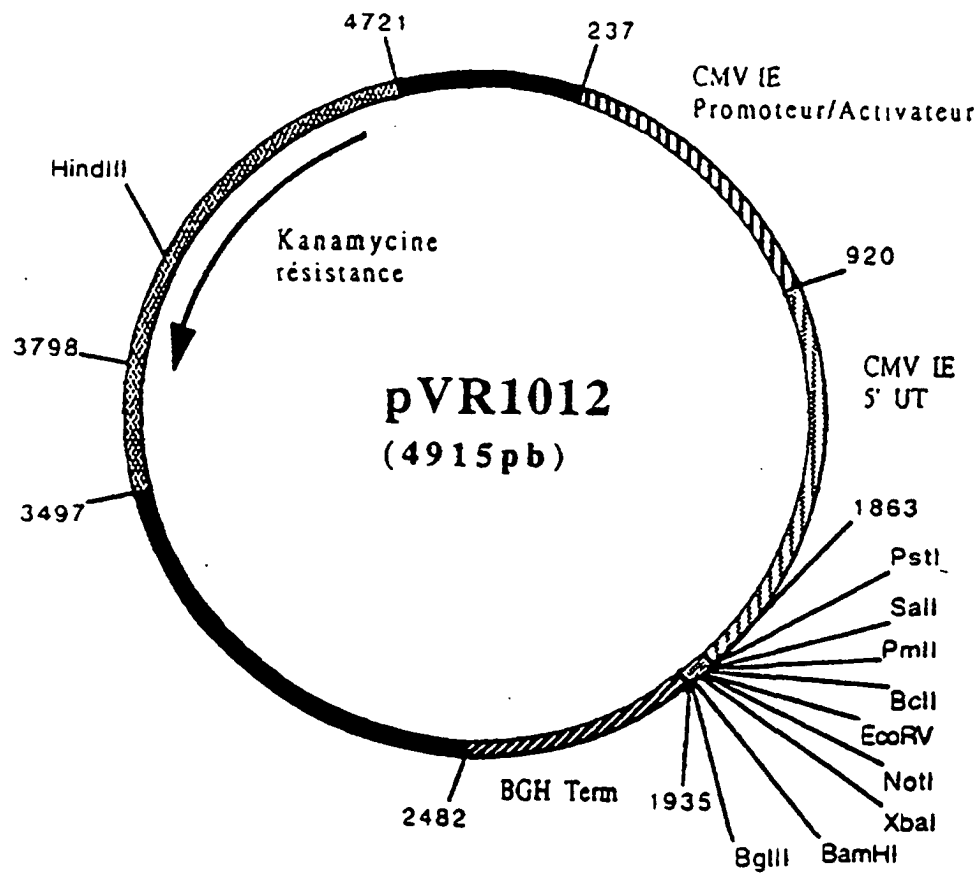 4721
237
CMV IE
Promoteur/Activateur
HindIII
Kanamycine
résistance
920
3798
CMV IE
5' UT
pVR1012
(4915pb)
3497
1863
PstI
SalI
PmlI
BclI
EcoRV
NotI
XbaI
BamHI
BglII
1935
BGH Term
2482